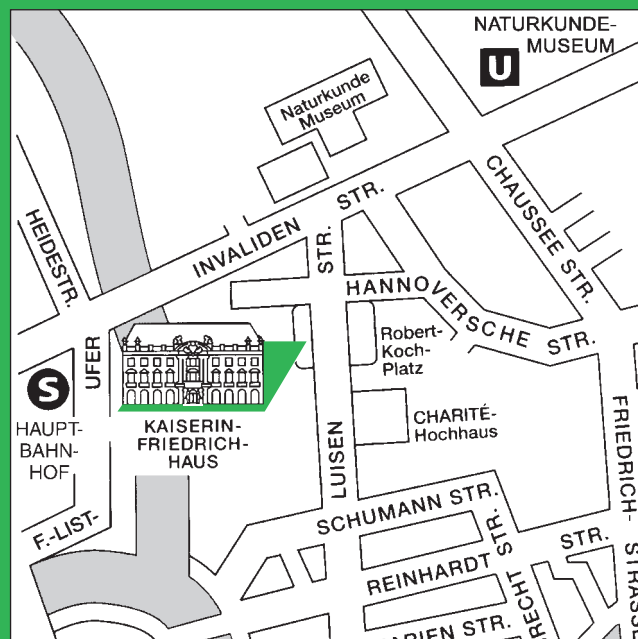 NATURKUNDE-
MUSEUM
U
Naturkunde
Museum
CHAUSSEE STR.
INVALIDEN STR.
HEIDESTR.
LUISEN STR.
HANNOVERSCHE STR.
Robert-
Koch-
Platz
UFER
S
HAUPT-
BAHN-
HOF
KAISERIN-
FRIEDRICH-
HAUS
CHARITÉ-
Hochhaus
FRIEDRICH-
STRASS
F.-LIST-
SCHUMANN STR.
REINHARDT STR.
RECHT STR.
ARIEN STR.